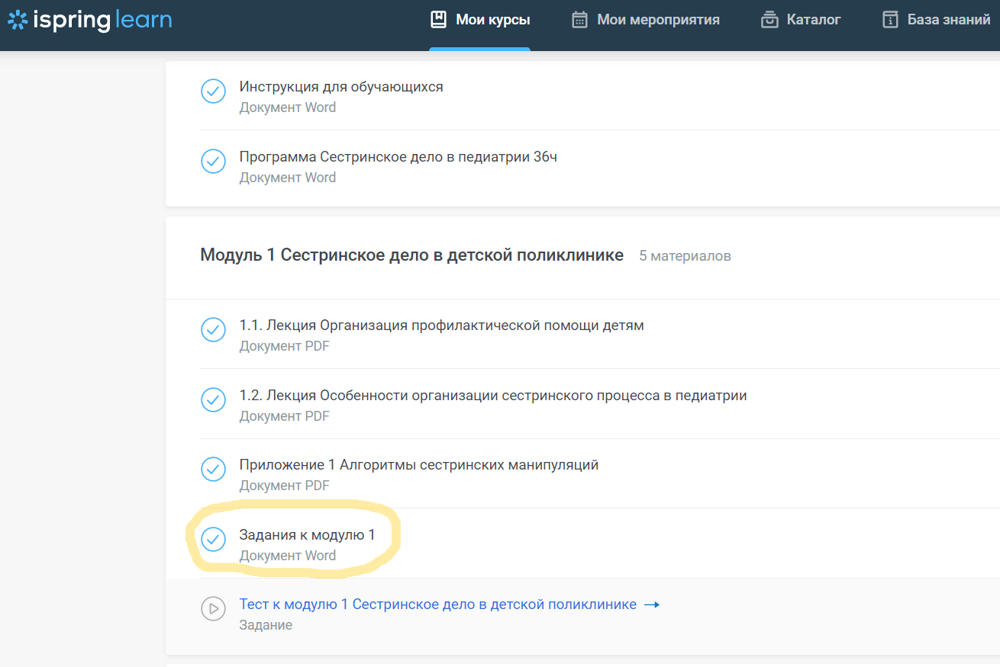 ispring learn
Мои курсы
Мои мероприятия
Каталог
База знаний
Инструкция для обучающихся
Документ Word
Программа Сестринское дело в педиатрии 36ч
Документ Word
Модуль 1 Сестринское дело в детской поликлинике 5 материалов
1.1. Лекция Организация профилактической помощи детям
Документ PDF
1.2. Лекция Особенности организации сестринского процесса в педиатрии
Документ PDF
Приложение 1 Алгоритмы сестринских манипуляций
Документ PDF
Задания к модулю 1
Документ Word
Тест к модулю 1 Сестринское дело в детской поликлинике →
Задание